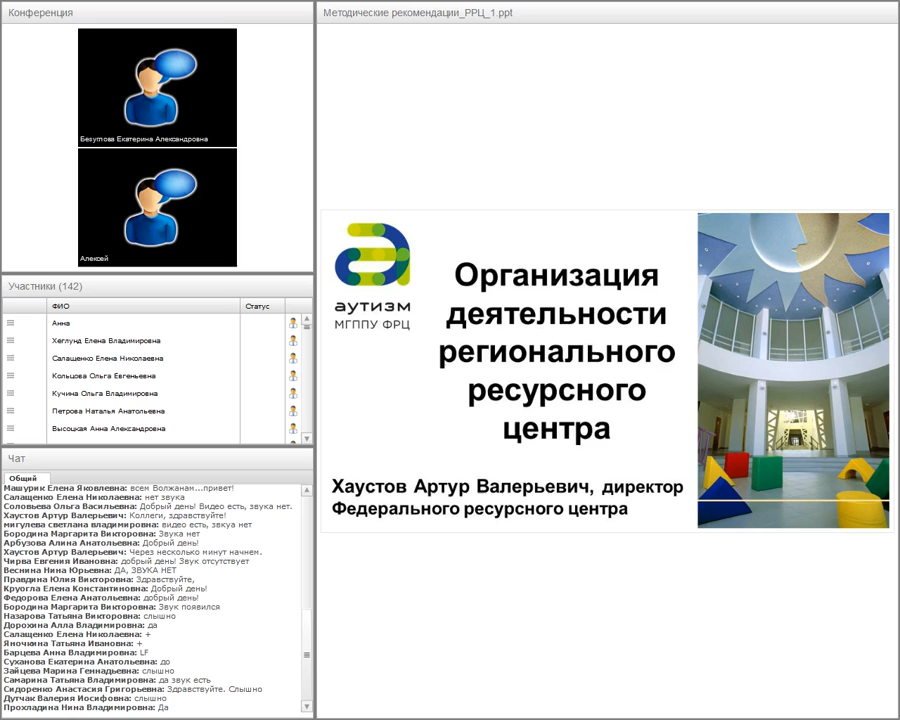 Конференция
Безуглова Екатерина Александровна
Алексей
Участники (142)
ФИО
Статус
Анна
Хеглунд Елена Владимировна
Салащенко Елена Николаевна
Кольцова Ольга Евгеньевна
Кучина Ольга Владимировна
Петрова Наталья Анатольевна
Высоцкая Анна Александровна
Чат
Общий
Машурик Елена Яковлевна: всем Волжанам...привет!
Салащенко Елена Николаевна: нет звука
Соловьева Ольга Васильевна: Добрый день! Видео есть, звука нет.
Хаустов Артур Валерьевич: Коллеги, здравствуйте!
мигулева светлана владимировна: видео есть, звкуа нет
Бородина Маргарита Викторовна: Звука нет
Арбузова Алина Анатольевна: Добрый день!
Хаустов Артур Валерьевич: Через несколько минут начнем.
Чирва Евгения Ивановна: добрый день! Звук отсутствует
Веснина Нина Юрьевна: ДА, ЗВУКА НЕТ
Правдина Юлия Викторовна: Здравствуйте,
Круогла Елена Константиновна: Добрый день!
Федорова Елена Анатольевна: добрый день!
Бородина Маргарита Викторовна: Звук появился
Назарова Татьяна Викторовна: слышно
Дорохина Алла Владимировна: да
Салащенко Елена Николаевна: +
Яночкина Татьяна Ивановна: +
Барцева Анна Владимировна: LF
Суханова Екатерина Анатольевна: до
Зайцева Марина Геннадьевна: слышно
Самарина Татьяна Владимировна: да звук есть
Сидоренко Анастасия Григорьевна: Здравствуйте. Слышно
Дутчак Валерия Иосифовна: слышно
Прохладина Нина Владимировна: Да
Методические рекомендации_РРЦ_1.ppt
аутизм
МГППУ ФРЦ
Организация
деятельности
регионального
ресурсного
центра
Хаустов Артур Валерьевич, директор
Федерального ресурсного центра